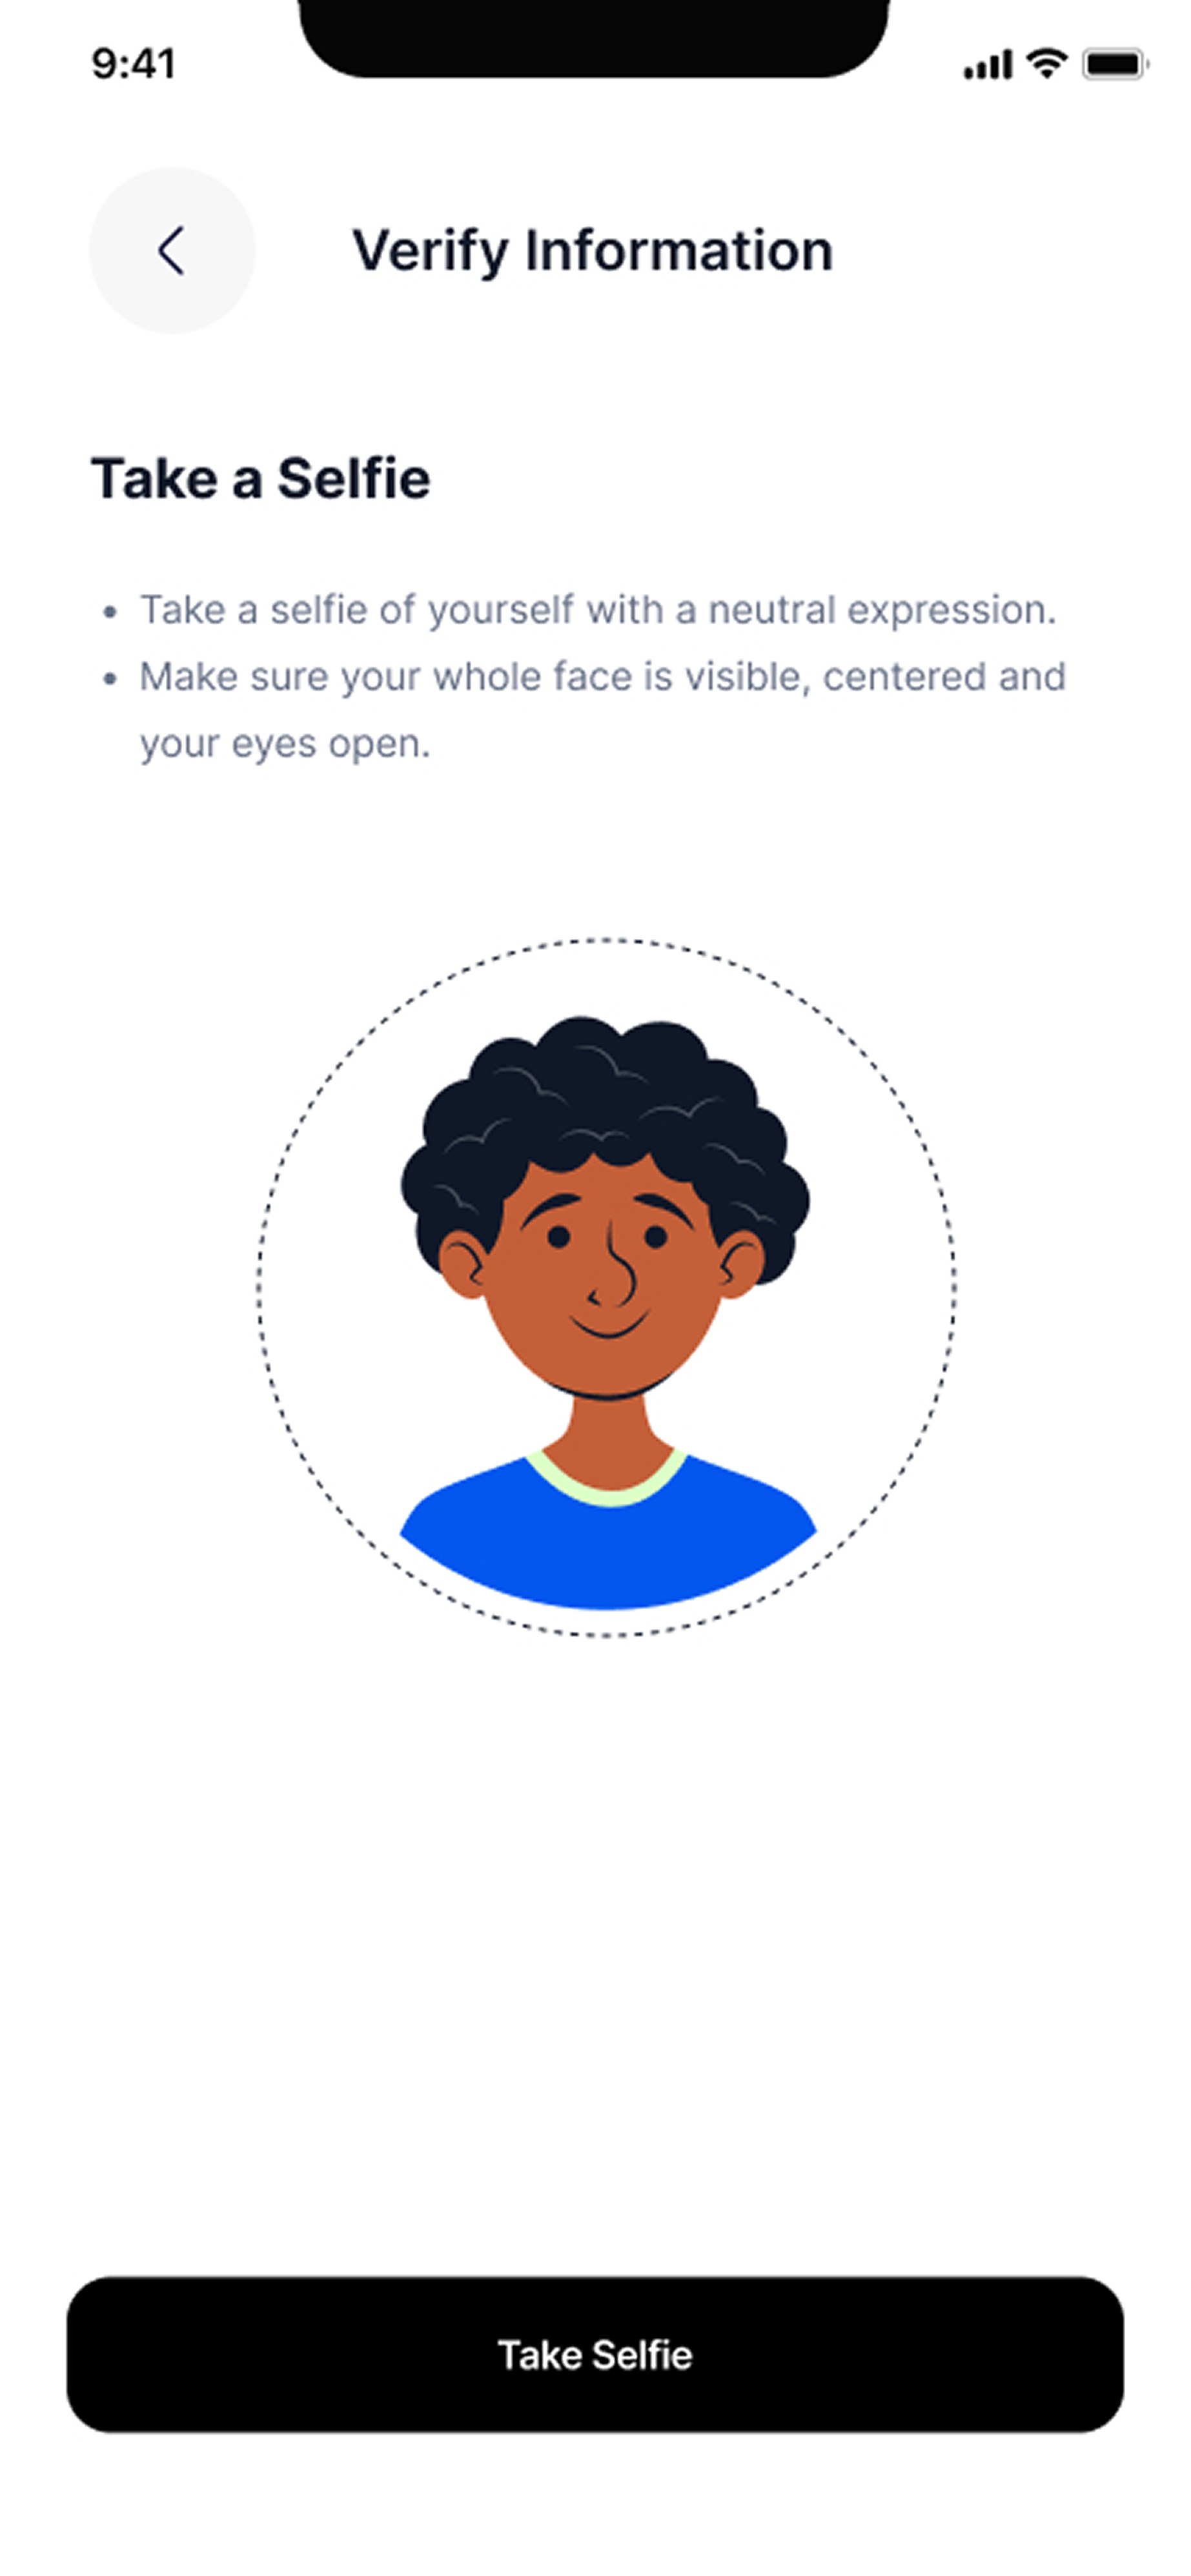 9:41
Verify Information
Take a Selfie
• Take a selfie of yourself with a neutral expression.
• Make sure your whole face is visible, centered and
your eyes open.
Take Selfie